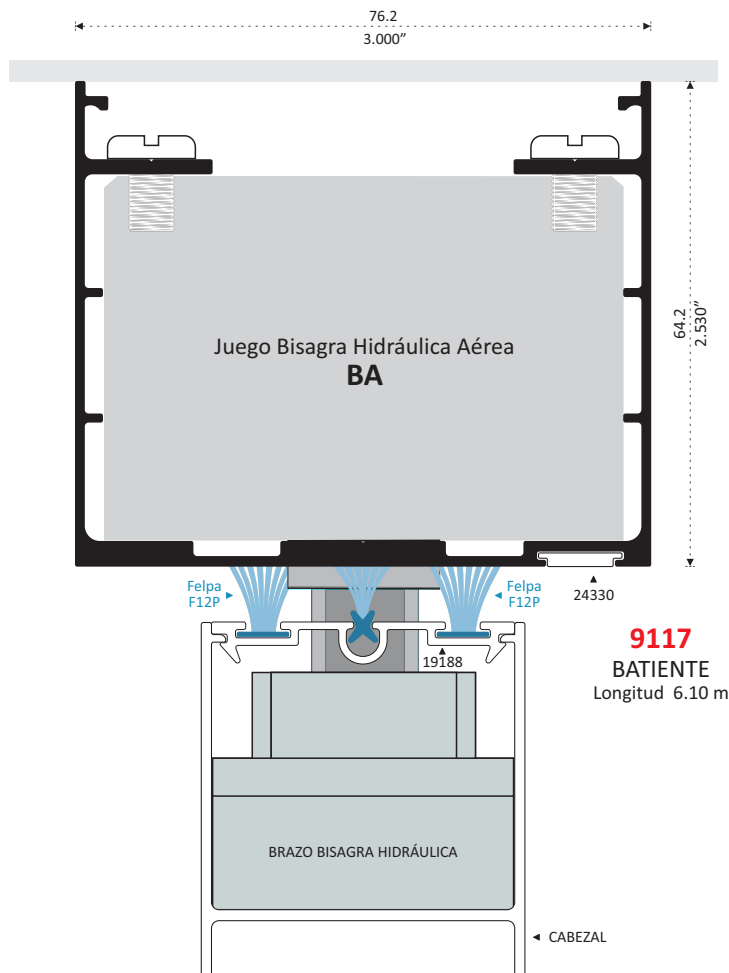 76.2
3.000”
64.2
2.530”
Juego Bisagra Hidráulica Aérea
BA
Felpa
F12P
Felpa
F12P
24330
19188
9117
BATIENTE
Longitud 6.10 m
BRAZO BISAGRA HIDRÁULICA
CABEZAL